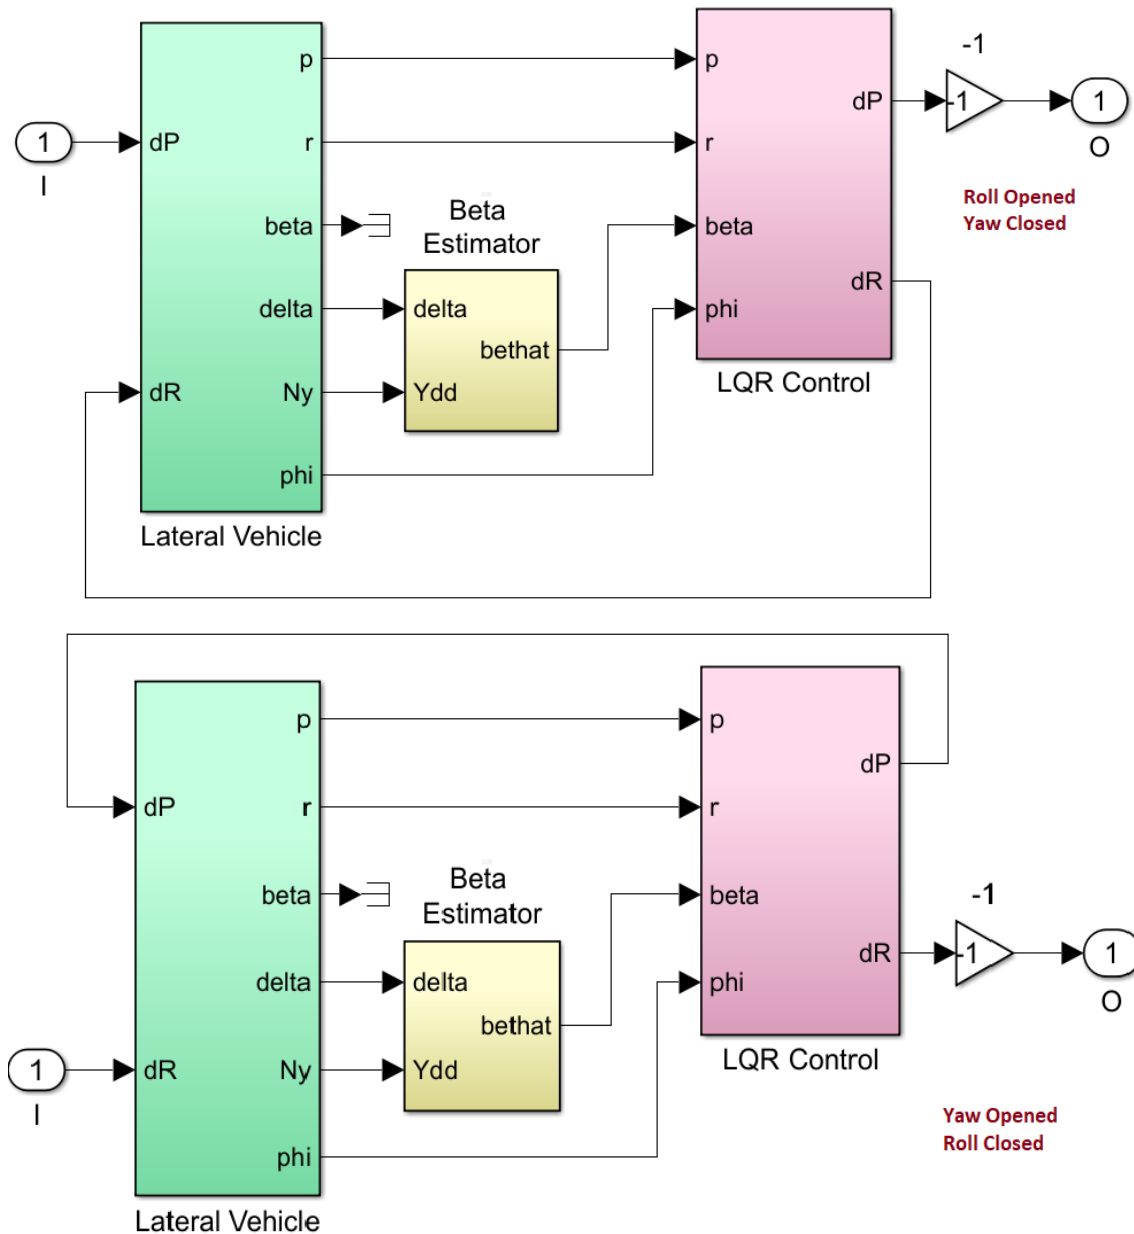 -1
p
p
dP
-1
1
1
dP
r
r
O
I
Roll Opened
Yaw Closed
Beta
Estimator
beta
beta
dR
delta
delta
phi
bethat
LQR Control
dR
Ny
Ydd
phi
Lateral Vehicle
p
p
dP
dP
r
r
Beta
Estimator
beta
beta
-1
dR
-1
1
delta
delta
phi
O
bethat
LQR Control
1
dR
Ny
Ydd
I
Yaw Opened
Roll Closed
phi
Lateral Vehicle